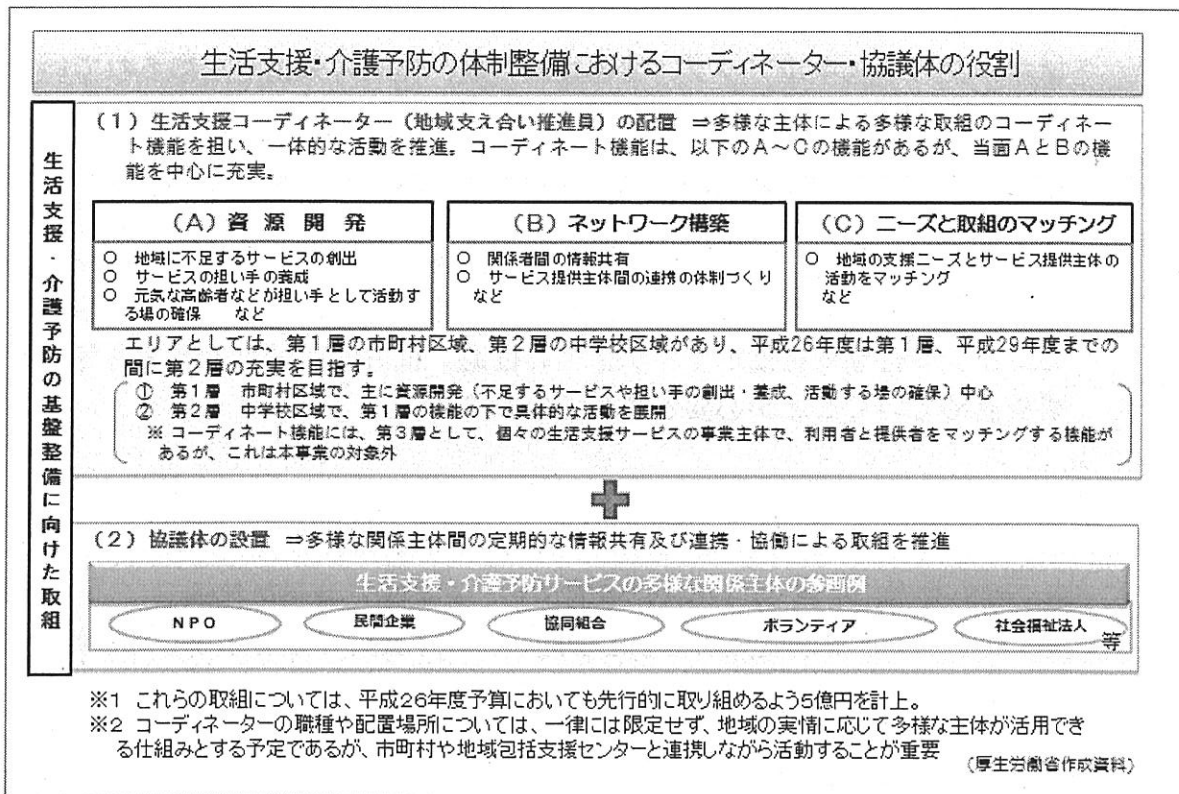 生活支援・介護予防の体制整備におけるコーディネーター・協議体の役割
生活支援・介護予防の基盤整備に向けた取組
（１）生活支援コーディネーター（地域支え合い推進員）の配置 ⇒多様な主体による多様な取組のコーディネー
ト機能を担い、一体的な活動を推進。コーディネート機能は、以下のＡ～Ｃの機能があるが、当面ＡとＢの機
能を中心に充実。
（Ａ）資 源 開 発
○ 地域に不足するサービスの創出
○ サービスの担い手の養成
○ 元気な高齢者などが担い手として活動す
る場の確保 など
（Ｂ）ネットワーク構築
○ 関係者間の情報共有
○ サービス提供主体間の連携の体制づくり
など
（Ｃ）ニーズと取組のマッチング
○ 地域の支援ニーズとサービス提供主体の
活動をマッチング
など
エリアとしては、第１層の市町村区域、第２層の中学校区域があり、平成26年度は第１層、平成29年度までの
間に第２層の充実を目指す。
① 第１層 市町村区域で、主に資源開発（不足するサービスや担い手の創出・養成、活動する場の確保）中心
② 第２層 中学校区域で、第１層の機能の下で具体的な活動を展開
※ コーディネート機能には、第３層として、個々の生活支援サービスの事業主体で、利用者と提供者をマッチングする機能が
あるが、これは本事業の対象外
（２）協議体の設置 ⇒多様な関係主体間の定期的な情報共有及び連携・協働による取組を推進
生活支援・介護予防サービスの多様な関係主体の参画例
ＮＰＯ
民間企業
協同組合
ボランティア
社会福祉法人
等
※1 これらの取組については、平成26年度予算においても先行的に取り組めるよう5億円を計上。
※2 コーディネーターの職種や配置場所については、一律には限定せず、地域の実情に応じて多様な主体が活用でき
る仕組みとする予定であるが、市町村や地域包括支援センターと連携しながら活動することが重要
（厚生労働省作成資料）